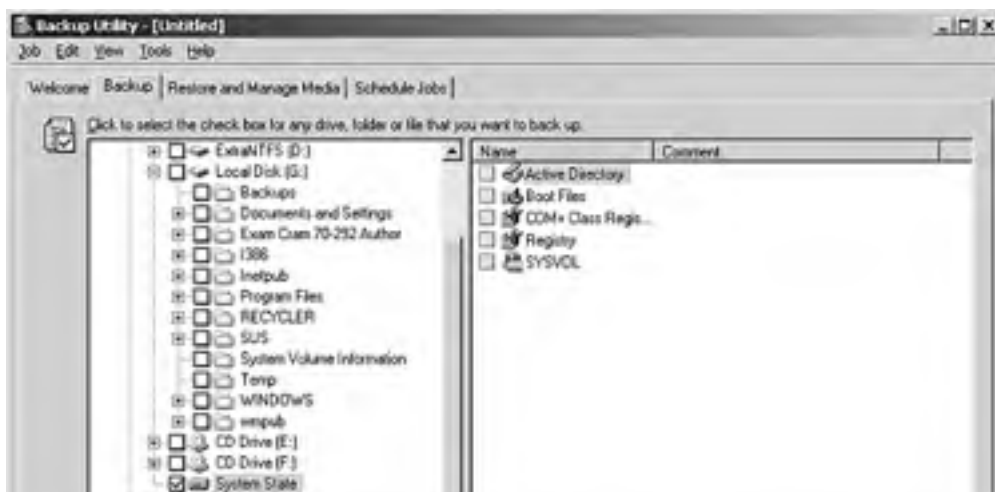 Backup Utility - [Untitled]
Job Edit View Tools Help
Welcome Backup Restore and Manage Media Schedule Jobs
Click to select the check box for any drive, folder or file that you want to back up.
ExtraNTFS (D:)
Local Disk (G:)
Backups
Documents and Settings
Exam Cram 70-292 Author
I386
Inetpub
Program Files
RECYCLER
SUS
System Volume Information
Temp
WINDOWS
wmpub
CD Drive (E:)
CD Drive (F:)
System State
Name Comment
Active Directory
Boot Files
COM+ Class Regis...
Registry
SYSVOL